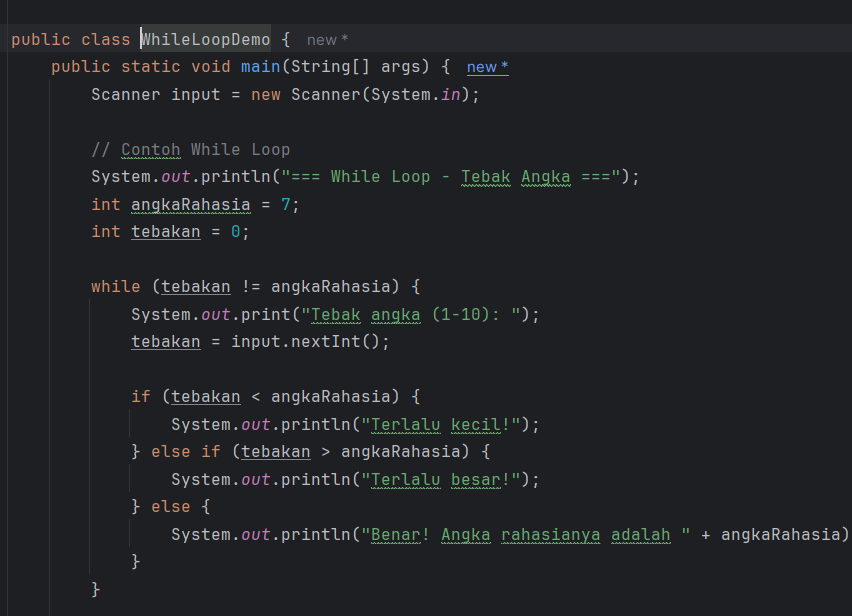 public class WhileLoopDemo { new *
public static void main(String[] args) { new *
Scanner input = new Scanner(System.in);
// Contoh While Loop
System.out.println("=== While Loop - Tebak Angka ===");
int angkaRahasia = 7;
int tebakan = 0;
while (tebakan != angkaRahasia) {
System.out.print("Tebak angka (1-10): ");
tebakan = input.nextInt();
if (tebakan < angkaRahasia) {
System.out.println("Terlalu kecil!");
} else if (tebakan > angkaRahasia) {
System.out.println("Terlalu besar!");
} else {
System.out.println("Benar! Angka rahasianya adalah " + angkaRahasia)
}
}